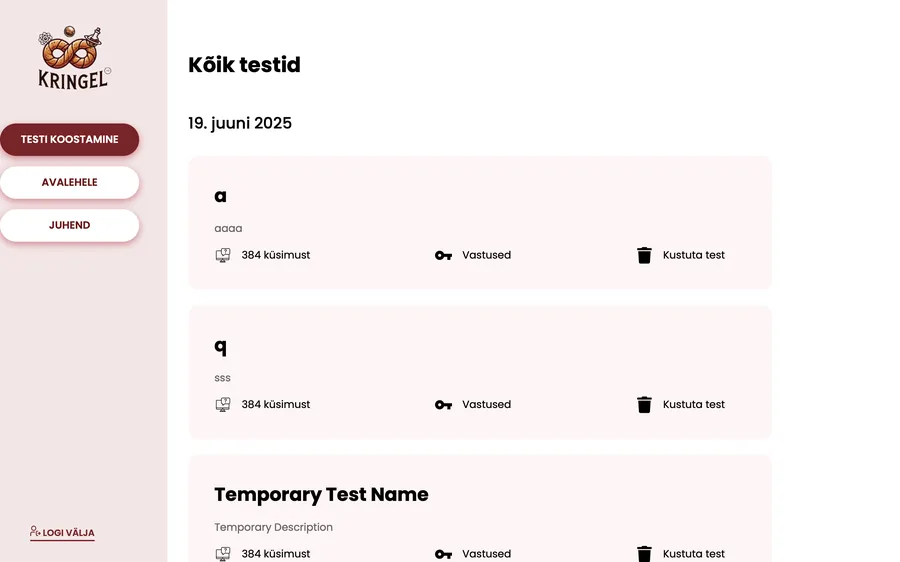 KRINGEL
TESTI KOOSTAMINE
AVALEHELE
JUHEND
LOGI VÄLJA
Kõik testid
19. juuni 2025
a
aaaa
384 küsimust
Vastused
Kustuta test
q
sss
384 küsimust
Vastused
Kustuta test
Temporary Test Name
Temporary Description
384 küsimust
Vastused
Kustuta test